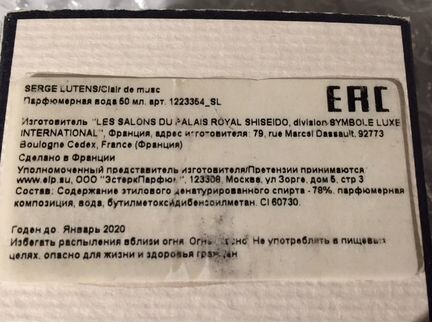 SERGE LUTENS/Clair de musc
Парфюмерная вода 50 мл. арт. 1223354_SL
EAC
Изготовитель "LES SALONS DU PALAIS ROYAL SHISEIDO, division SYMBOLE LUXE
INTERNATIONAL", Франция, адрес изготовителя: 79, rue Marcel Dassault, 92773
Boulogne Cedex, France (Франция)
Сделано в Франции
Уполномоченный представитель изготовителя/Претензии принимаются:
www.elp.su, ООО "ЭстеркПарфюм", 123308, Москва, ул Зорге, дом 5, стр 3
Состав: Содержание этилового денатурированного спирта - 78%, парфюмерная
композиция, вода, бутилметоксидибензоилметан, CI 60730.
Годен до Январь 2020
Избегать распыления вблизи огня. Не употреблять в пищевых
целях, опасно для жизни и здоровья граждан